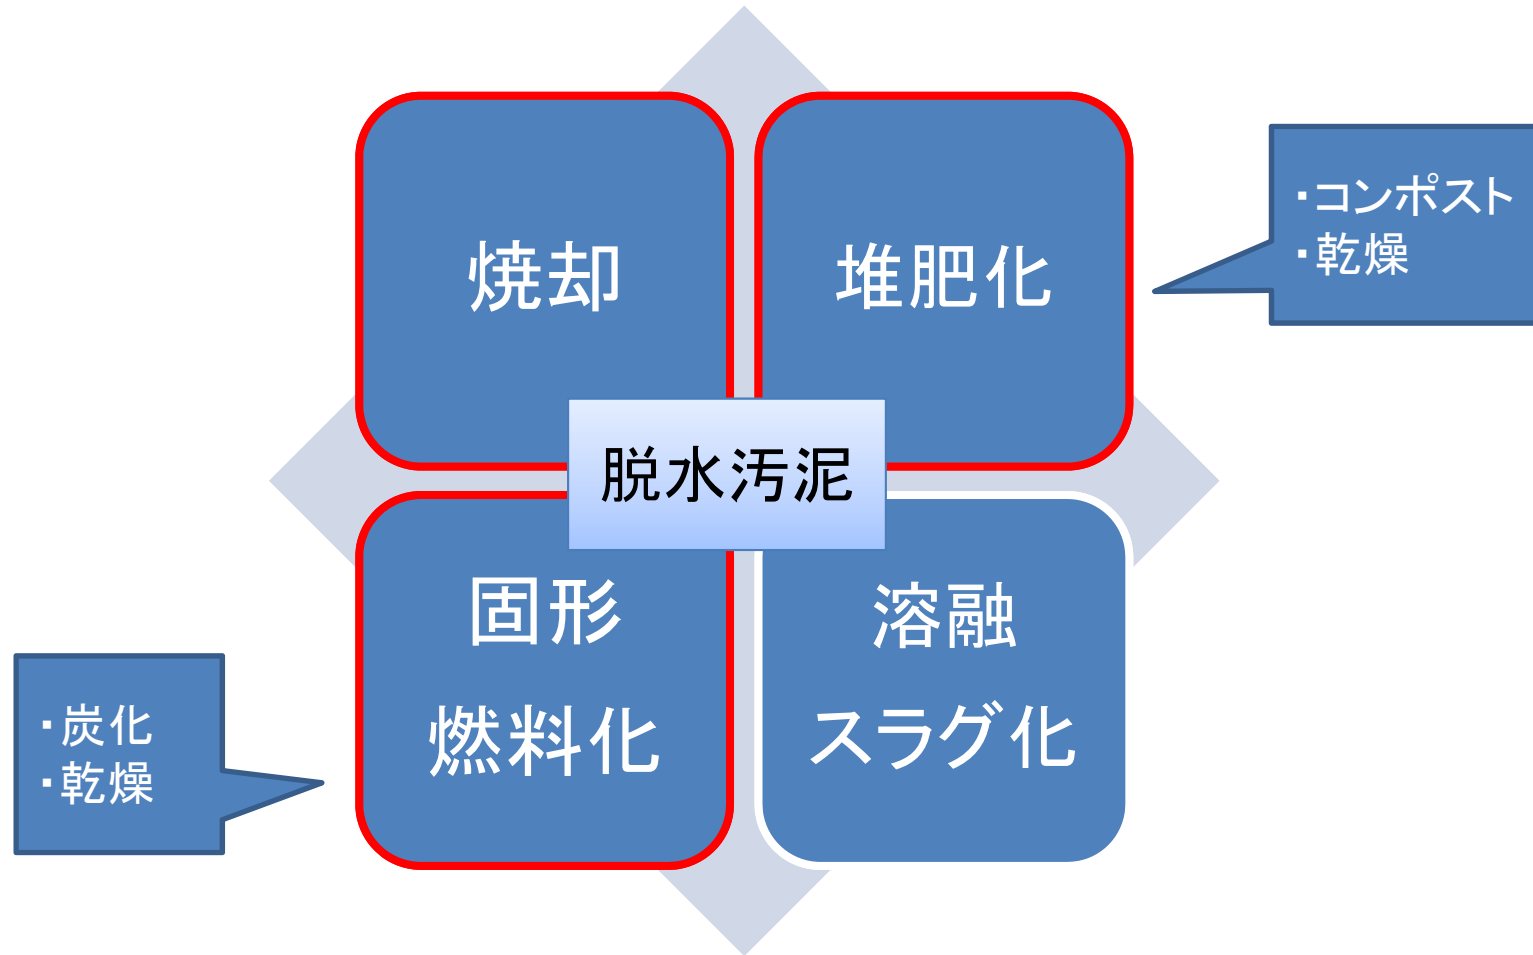 焼却
堆肥化
・コンポスト
・乾燥
脱水汚泥
固形
燃料化
溶融
スラグ化
・炭化
・乾燥